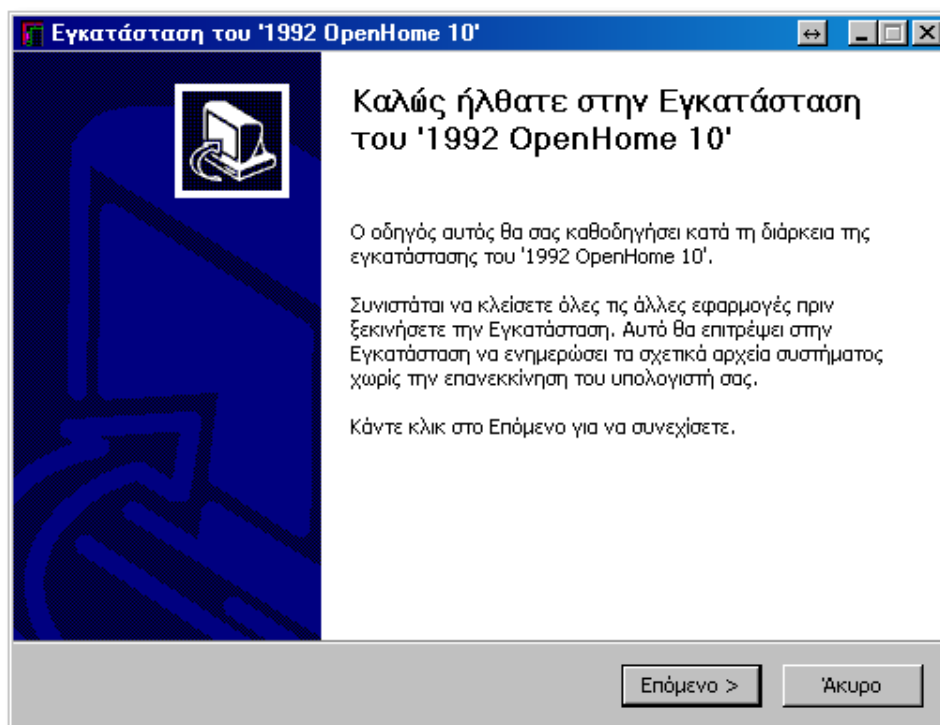 Εγκατάσταση του '1992 OpenHome 10'
Καλώς ήλθατε στην Εγκατάσταση
του '1992 OpenHome 10'
Ο οδηγός αυτός θα σας καθοδηγήσει κατά τη διάρκεια της
εγκατάστασης του '1992 OpenHome 10'.
Συνιστάται να κλείσετε όλες τις άλλες εφαρμογές πριν
ξεκινήσετε την Εγκατάσταση. Αυτό θα επιτρέψει στην
Εγκατάσταση να ενημερώσει τα σχετικά αρχεία συστήματος
χωρίς την επανεκκίνηση του υπολογιστή σας.
Κάντε κλικ στο Επόμενο για να συνεχίσετε.
Επόμενο >
Άκυρο